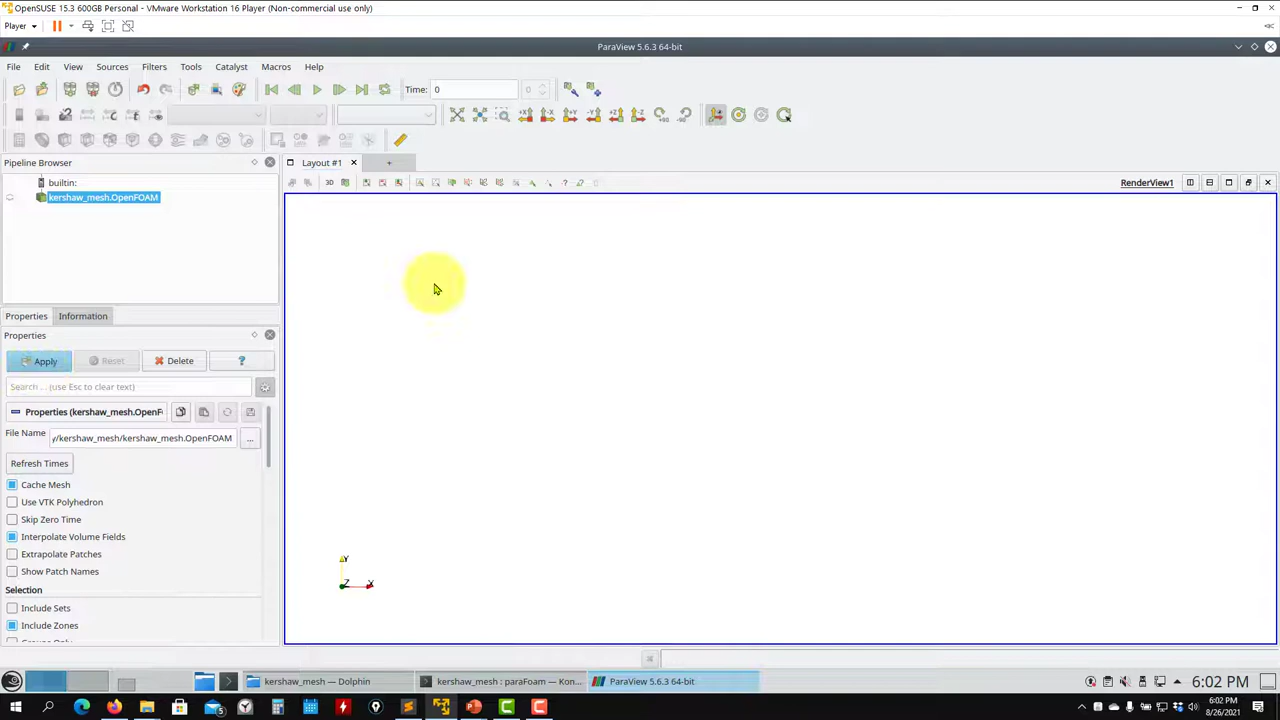 OpenSUSE 15.3 600GB Personal - VMware Workstation 16 Player (Non-commercial use only)
Player
ParaView 5.6.3 64-bit
File Edit View Sources Filters Tools Catalyst Macros Help
Time: 0 0
Pipeline Browser
Layout #1
builtin:
kershaw_mesh.OpenFOAM
3D
RenderView1
Properties Information
Properties
Apply Reset Delete ?
Search ... (use Esc to clear text)
Properties (kershaw_mesh.OpenF
File Name y/kershaw_mesh/kershaw_mesh.OpenFOAM ...
Refresh Times
Cache Mesh
Use VTK Polyhedron
Skip Zero Time
Interpolate Volume Fields
Extrapolate Patches
Show Patch Names
Selection
Include Sets
Include Zones
Y
Z X
kershaw_mesh — Dolphin
kershaw_mesh : paraFoam — Kon...
ParaView 5.6.3 64-bit
6:02 PM
6:02 PM
8/26/2021